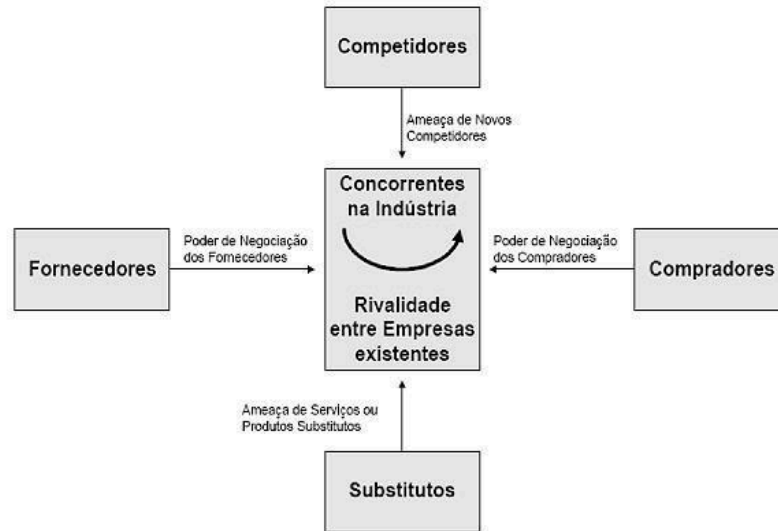 Competidores
Ameaça de Novos
Competidores
Concorrentes
na Indústria
Poder de Negociação
dos Fornecedores
Fornecedores
Poder de Negociação
dos Compradores
Compradores
Rivalidade
entre Empresas
existentes
Ameaça de Serviços ou
Produtos Substitutos
Substitutos